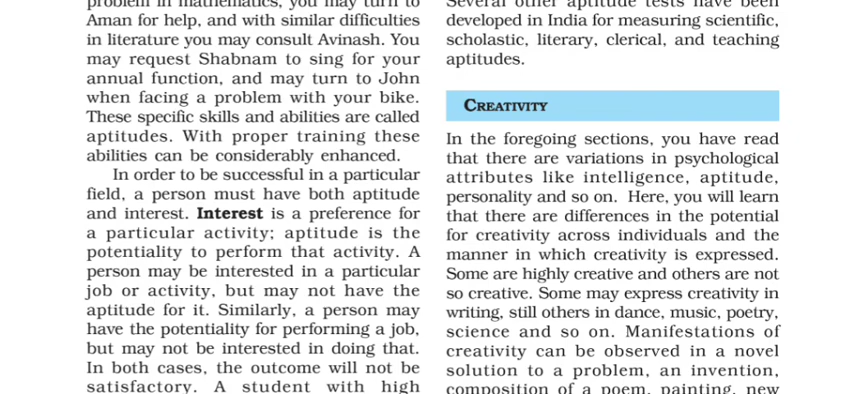 problem in mathematics, you may turn to
Aman for help, and with similar difficulties
in literature you may consult Avinash. You
may request Shabnam to sing for your
annual function, and may turn to John
when facing a problem with your bike.
These specific skills and abilities are called
aptitudes. With proper training these
abilities can be considerably enhanced.
In order to be successful in a particular
field, a person must have both aptitude
and interest. Interest is a preference for
a particular activity; aptitude is the
potentiality to perform that activity. A
person may be interested in a particular
job or activity, but may not have the
aptitude for it. Similarly, a person may
have the potentiality for performing a job,
but may not be interested in doing that.
In both cases, the outcome will not be
satisfactory. A student with high
Several other aptitude tests have been
developed in India for measuring scientific,
scholastic, literary, clerical, and teaching
aptitudes.
CREATIVITY
In the foregoing sections, you have read
that there are variations in psychological
attributes like intelligence, aptitude,
personality and so on. Here, you will learn
that there are differences in the potential
for creativity across individuals and the
manner in which creativity is expressed.
Some are highly creative and others are not
so creative. Some may express creativity in
writing, still others in dance, music, poetry,
science and so on. Manifestations of
creativity can be observed in a novel
solution to a problem, an invention,
composition of a poem, painting, new